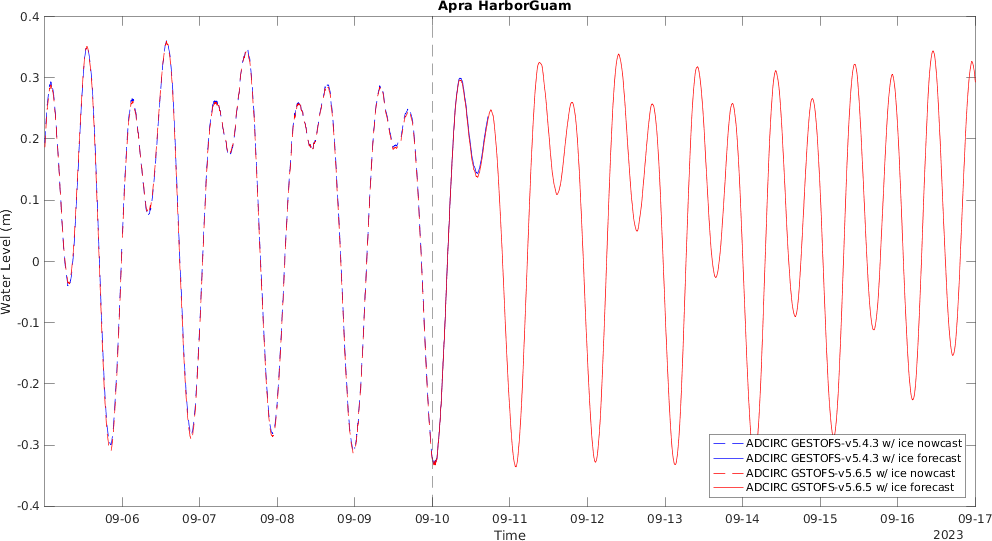 Apra HarborGuam
0.4
0.3
0.2
0.1
0
-0.1
-0.2
-0.3
-0.4
Water Level (m)
ADCIRC GESTOFS-v5.4.3 w/ ice nowcast
ADCIRC GESTOFS-v5.4.3 w/ ice forecast
ADCIRC GSTOFS-v5.6.5 w/ ice nowcast
ADCIRC GSTOFS-v5.6.5 w/ ice forecast
09-06 09-07 09-08 09-09 09-10 09-11 09-12 09-13 09-14 09-15 09-16 09-17
Time
2023